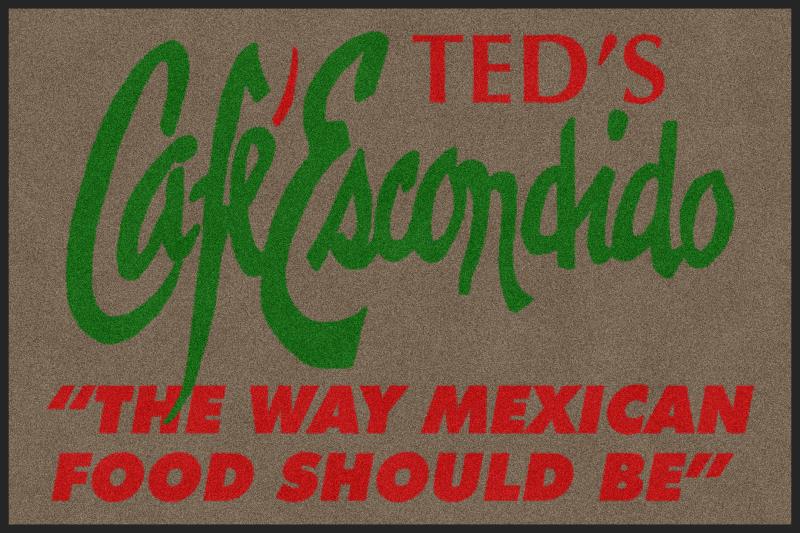 TED'S
Café Escondido
“THE WAY MEXICAN
FOOD SHOULD BE”